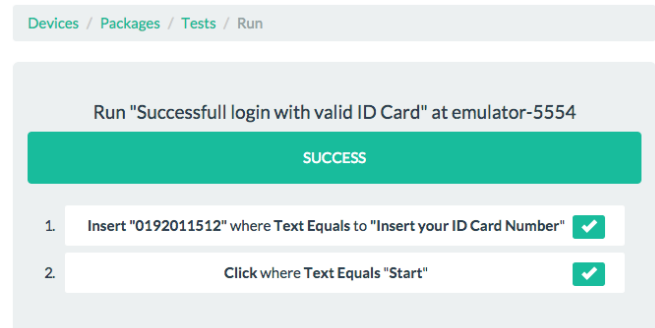 Devices / Packages / Tests / Run
Run "Successfull login with valid ID Card" at emulator-5554
SUCCESS
1. Insert "0192011512" where Text Equals to "Insert your ID Card Number"
2. Click where Text Equals "Start"